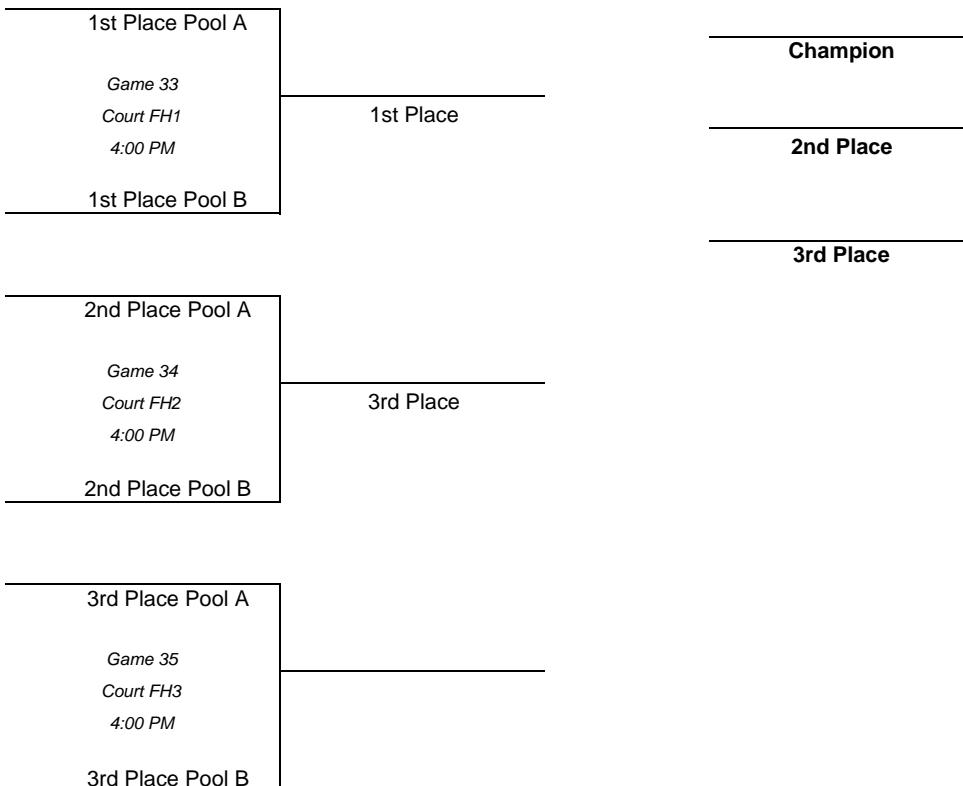 1st Place Pool A
Game 33
Court FH1
4:00 PM
1st Place Pool B
1st Place
2nd Place Pool A
Game 34
Court FH2
4:00 PM
2nd Place Pool B
3rd Place
3rd Place Pool A
Game 35
Court FH3
4:00 PM
3rd Place Pool B
Champion
2nd Place
3rd Place